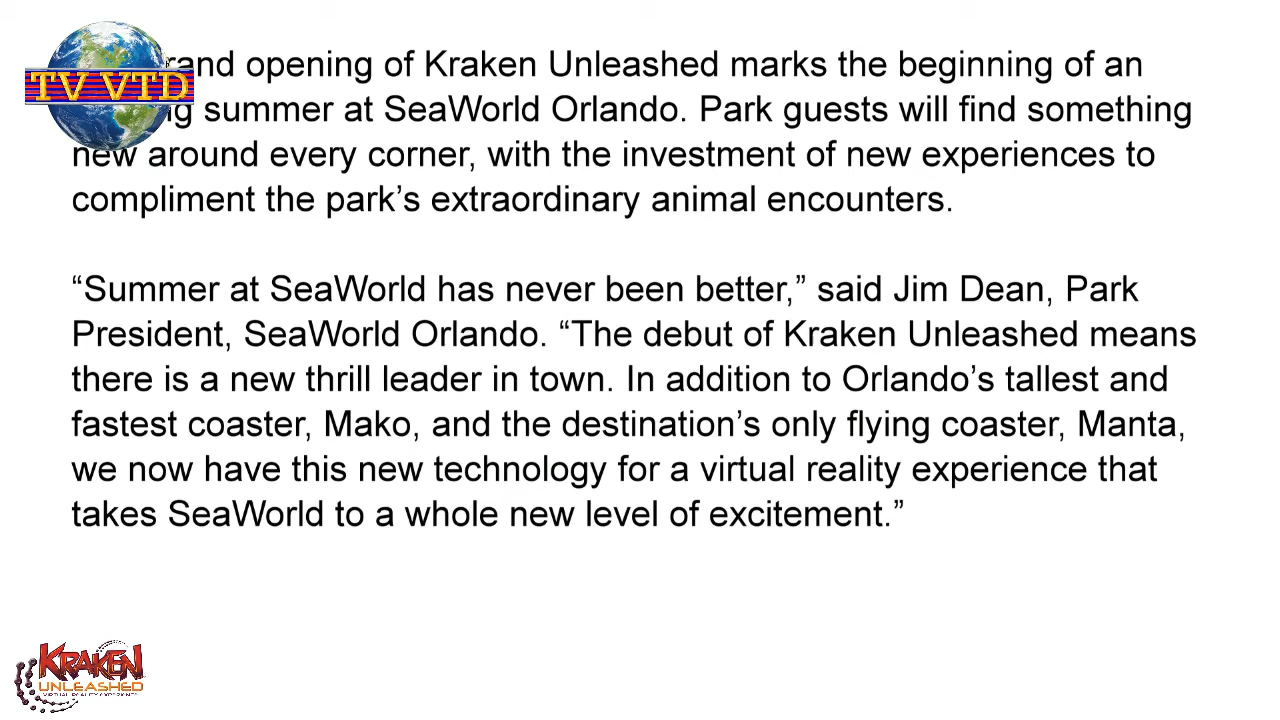 TV VTD
opening of Kraken Unleashed marks the beginning of an
summer at SeaWorld Orlando. Park guests will find something
new around every corner, with the investment of new experiences to
compliment the park’s extraordinary animal encounters.
“Summer at SeaWorld has never been better,” said Jim Dean, Park
President, SeaWorld Orlando. “The debut of Kraken Unleashed means
there is a new thrill leader in town. In addition to Orlando’s tallest and
fastest coaster, Mako, and the destination’s only flying coaster, Manta,
we now have this new technology for a virtual reality experience that
takes SeaWorld to a whole new level of excitement.”
KRAKEN
UNLEASHED
VIRTUAL REALITY EXPERIENCE